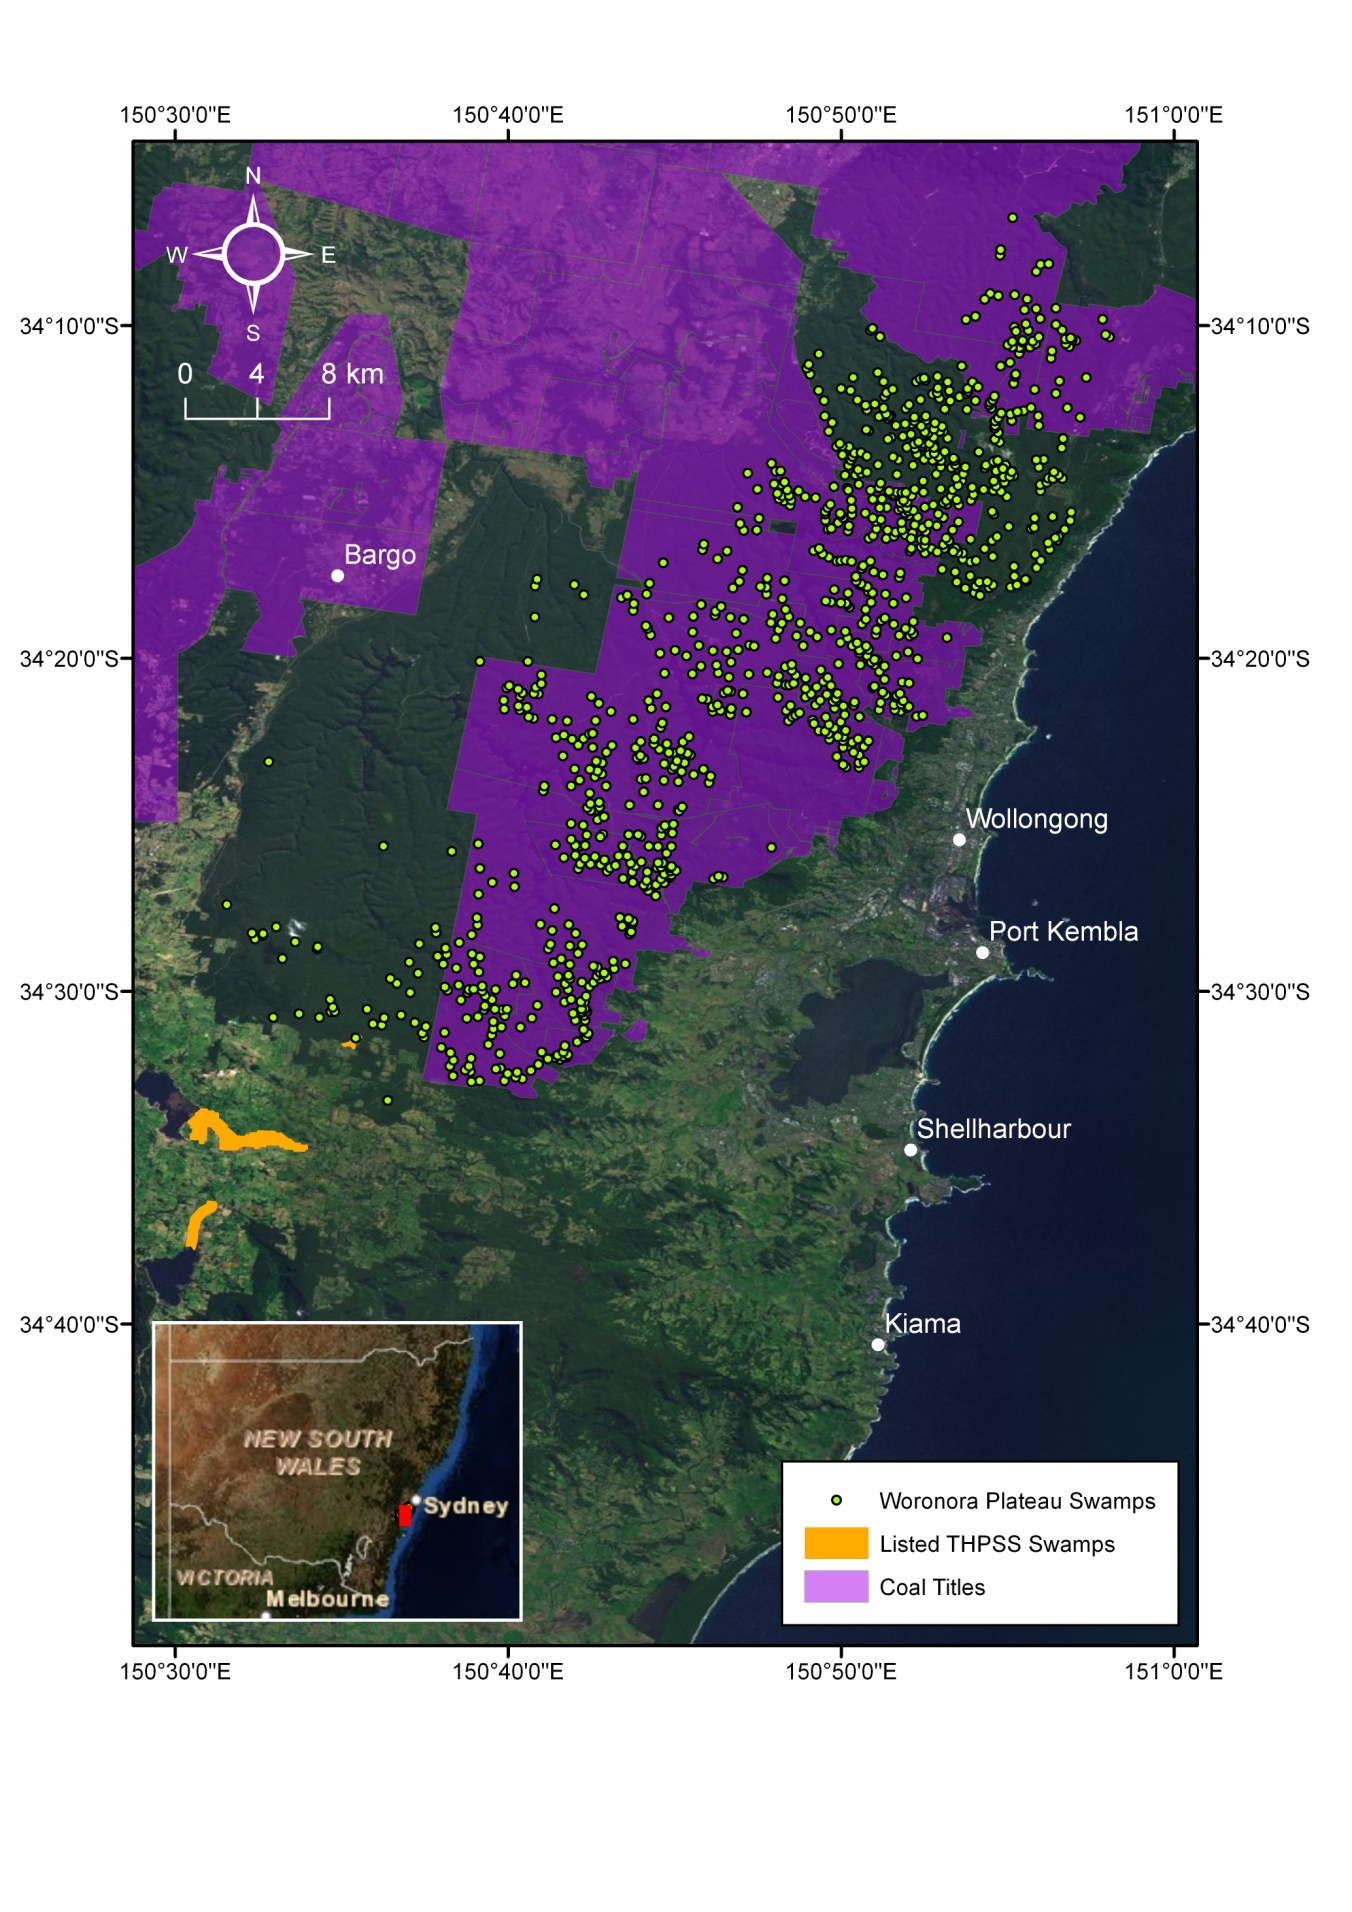 150°30'0"E 150°40'0"E 150°50'0"E 151°0'0"E
N
W E
S
34°10'0"S 34°10'0"S
0 4 8 km
Bargo
34°20'0"S 34°20'0"S
Wollongong
Port Kembla
34°30'0"S 34°30'0"S
Shellharbour
34°40'0"S 34°40'0"S
Kiama
NEW SOUTH
WALES
Sydney
VICTORIA
Melbourne
Woronora Plateau Swamps
Listed THPSS Swamps
Coal Titles
150°30'0"E 150°40'0"E 150°50'0"E 151°0'0"E